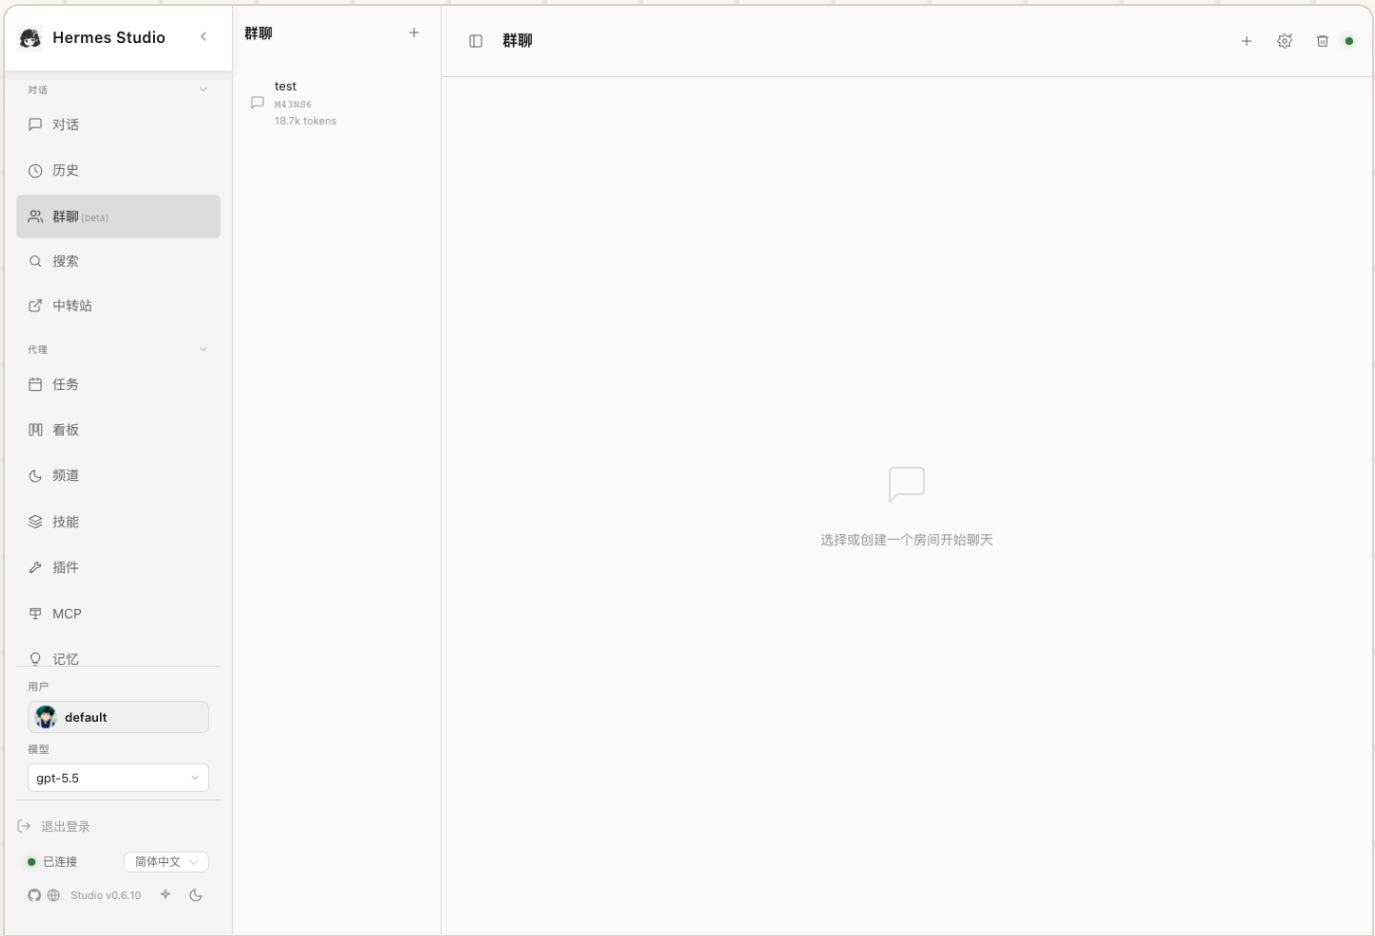 Hermes Studio
对话
对话
历史
群聊 (beta)
搜索
中转站
代理
任务
看板
频道
技能
插件
MCP
记忆
用户
default
模型
gpt-5.5
退出登录
已连接
简体中文
Studio v0.6.10
群聊
test
M43NS6
18.7k tokens
群聊
选择或创建一个房间开始聊天